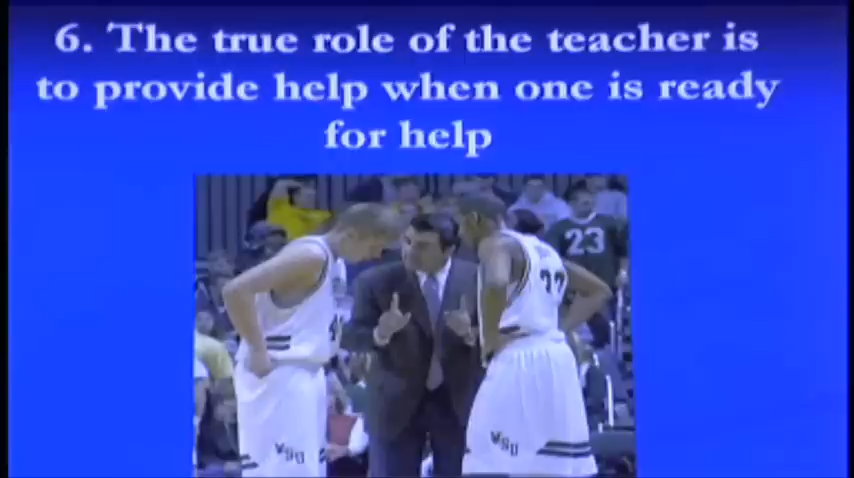 6. The true role of the teacher is
to provide help when one is ready
for help
23
WSU
WSU